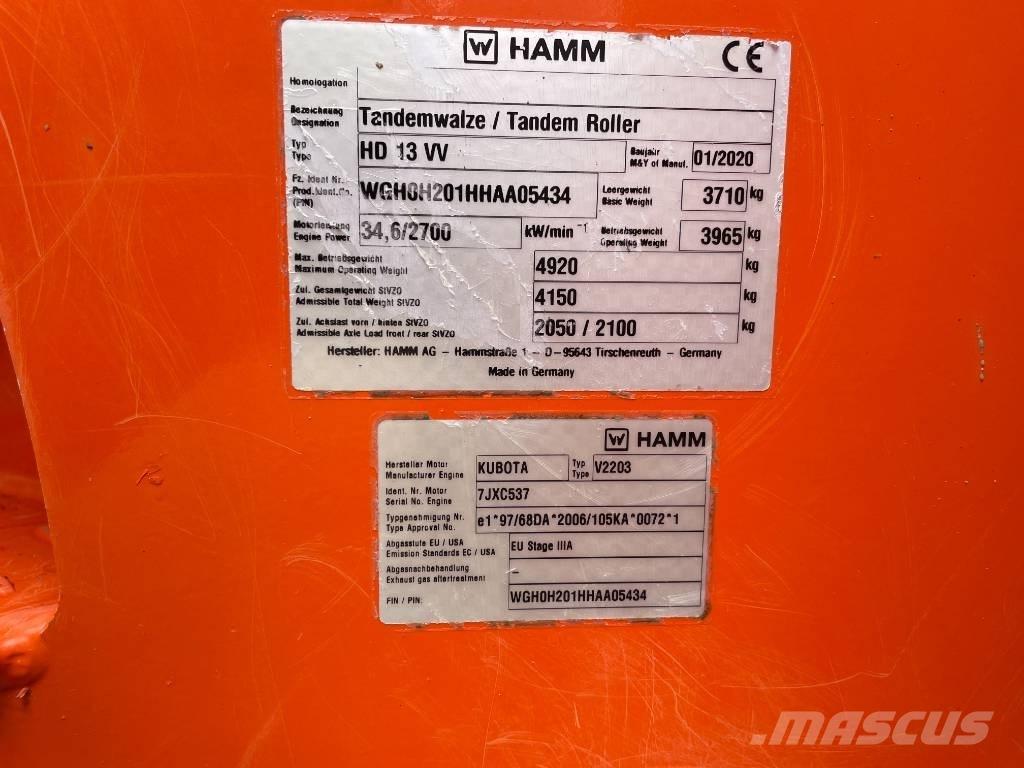 HAMM CE
Homologation
Bezeichnung
Designation
Tandemwalze / Tandem Roller
Typ
Type
HD 13 VV
Baujahr
M&Y of Manuf.
01/2020
Fz. Ident Nr.
Prod.Ident.No.
(PIN)
WGH0H201HHAA05434
Leergewicht
Basic Weight
3710 kg
Motorleistung
Engine Power
34,6/2700 kW/min⁻¹
Betriebsgewicht
Operating Weight
3965 kg
Max. Betriebsgewicht
Maximum Operating Weight
4920 kg
Zul. Gesamtgewicht StVZO
Admissible Total Weight StVZO
4150 kg
Zul. Achslast vorn / hinten StVZO
Admissible Axle Load front / rear StVZO
2050 / 2100 kg
Hersteller: HAMM AG - Hammstraße 1 - D-95643 Tirschenreuth - Germany
Made in Germany
HAMM
Hersteller Motor
Manufacturer Engine
KUBOTA
Typ
Type
V2203
Ident. Nr. Motor
Serial No. Engine
7JXC537
Typgenehmigung Nr.
Type Approval No.
e1*97/68DA*2006/105KA*0072*1
Abgasstufe EU / USA
Emission Standards EC / USA
EU Stage IIIA
Abgasnachbehandlung
Exhaust gas aftertreatment
-
FIN / PIN:
WGH0H201HHAA05434
MASCUS